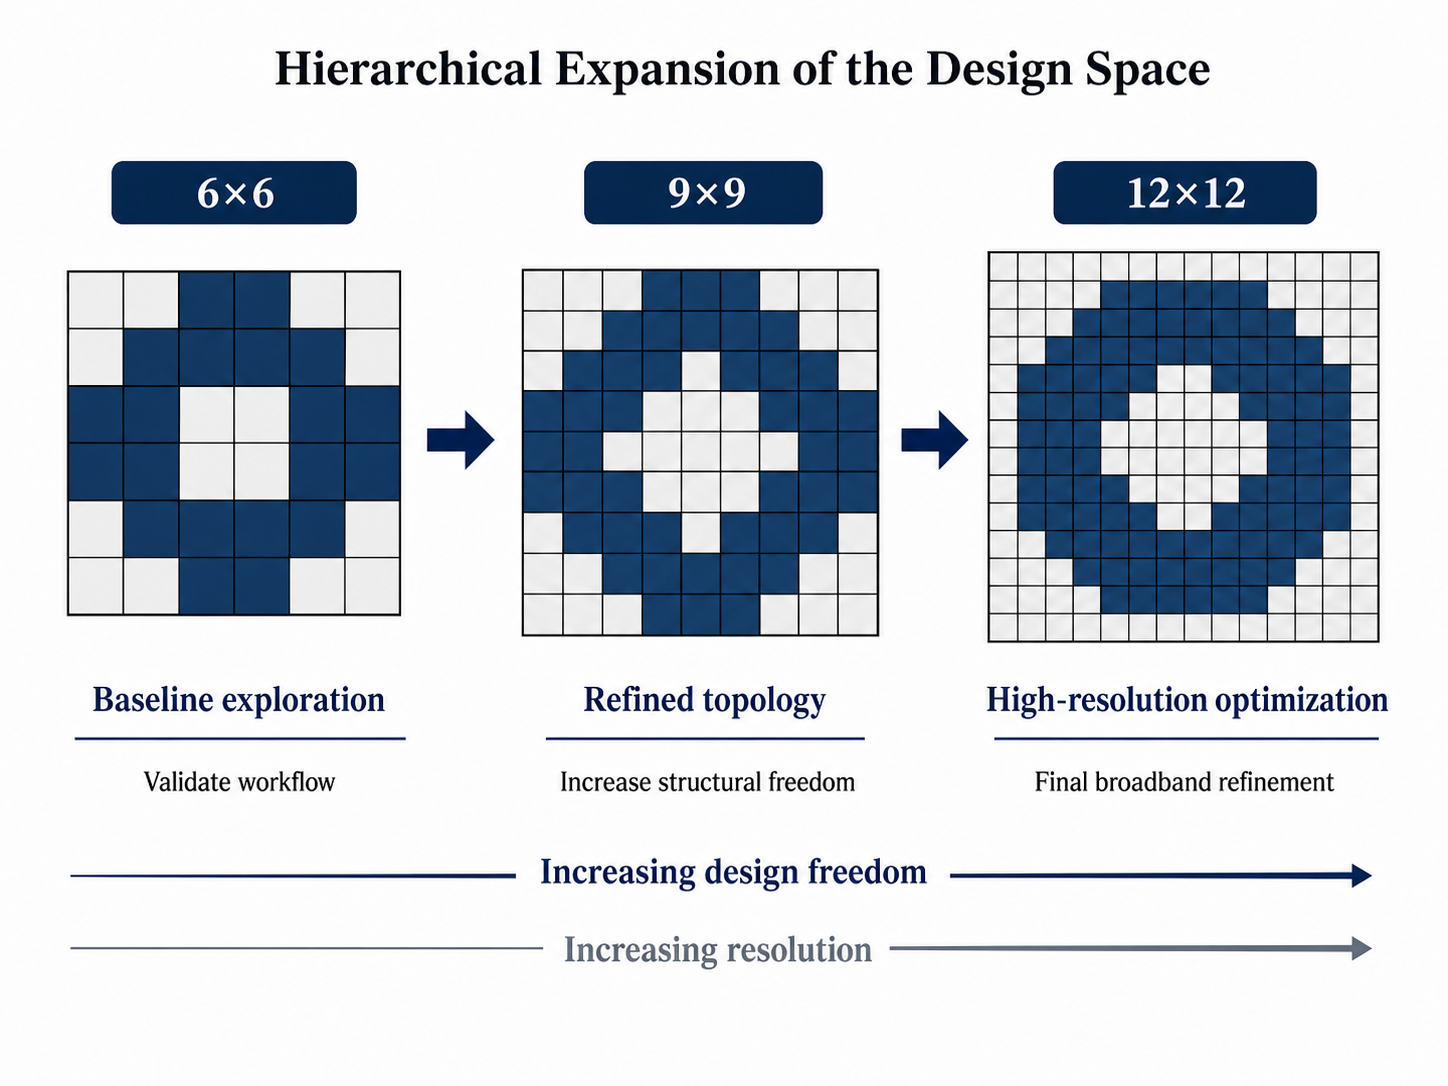 Hierarchical Expansion of the Design Space
6×6
9×9
12×12
Baseline exploration
Refined topology
High-resolution optimization
Validate workflow
Increase structural freedom
Final broadband refinement
Increasing design freedom
Increasing resolution